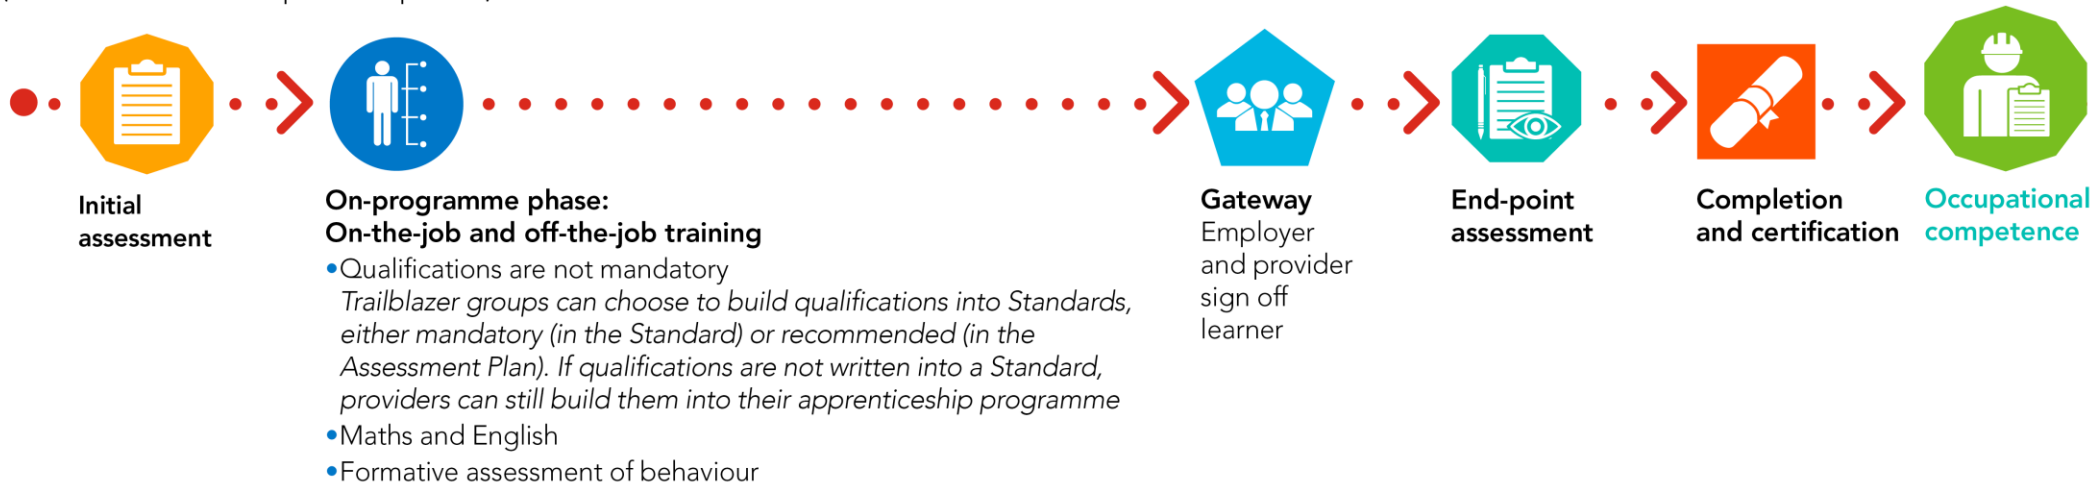 Initial
assessment
On-programme phase:
On-the-job and off-the-job training
•Qualifications are not mandatory
Trailblazer groups can choose to build qualifications into Standards,
either mandatory (in the Standard) or recommended (in the
Assessment Plan). If qualifications are not written into a Standard,
providers can still build them into their apprenticeship programme
•Maths and English
•Formative assessment of behaviour
Gateway
Employer
and provider
sign off
learner
End-point
assessment
Completion
and certification
Occupational
competence